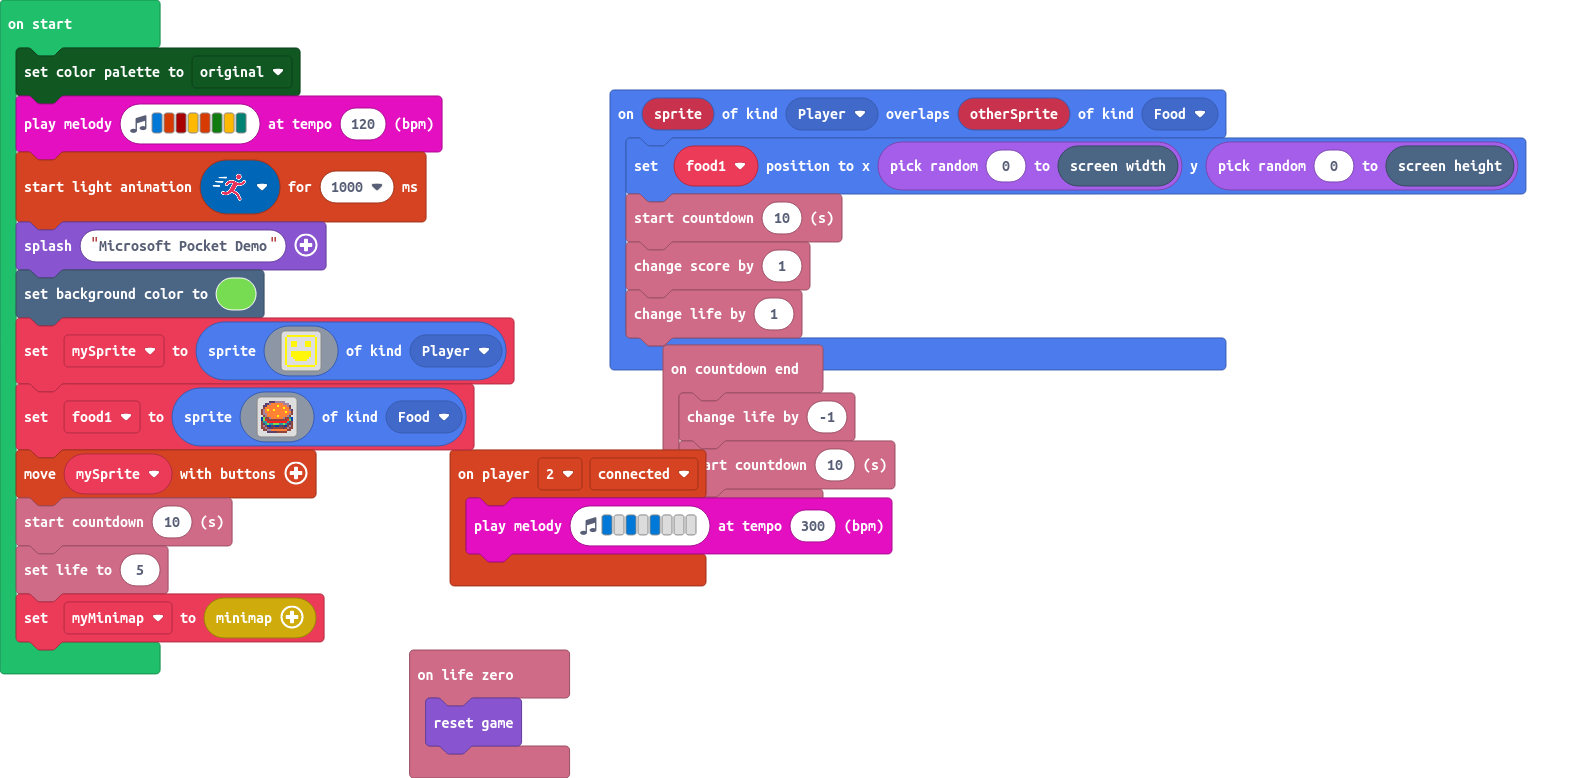 on start
set color palette to original
play melody at tempo 120 (bpm)
start light animation for 1000 ms
splash "Microsoft Pocket Demo"
set background color to
set mySprite to sprite of kind Player
set food1 to sprite of kind Food
move mySprite with buttons
start countdown 10 (s)
set life to 5
set myMinimap to minimap
on sprite of kind Player overlaps otherSprite of kind Food
set food1 position to x pick random 0 to screen width y pick random 0 to screen height
start countdown 10 (s)
change score by 1
change life by 1
on countdown end
change life by -1
art countdown 10 (s)
on player 2 connected
play melody at tempo 300 (bpm)
on life zero
reset game